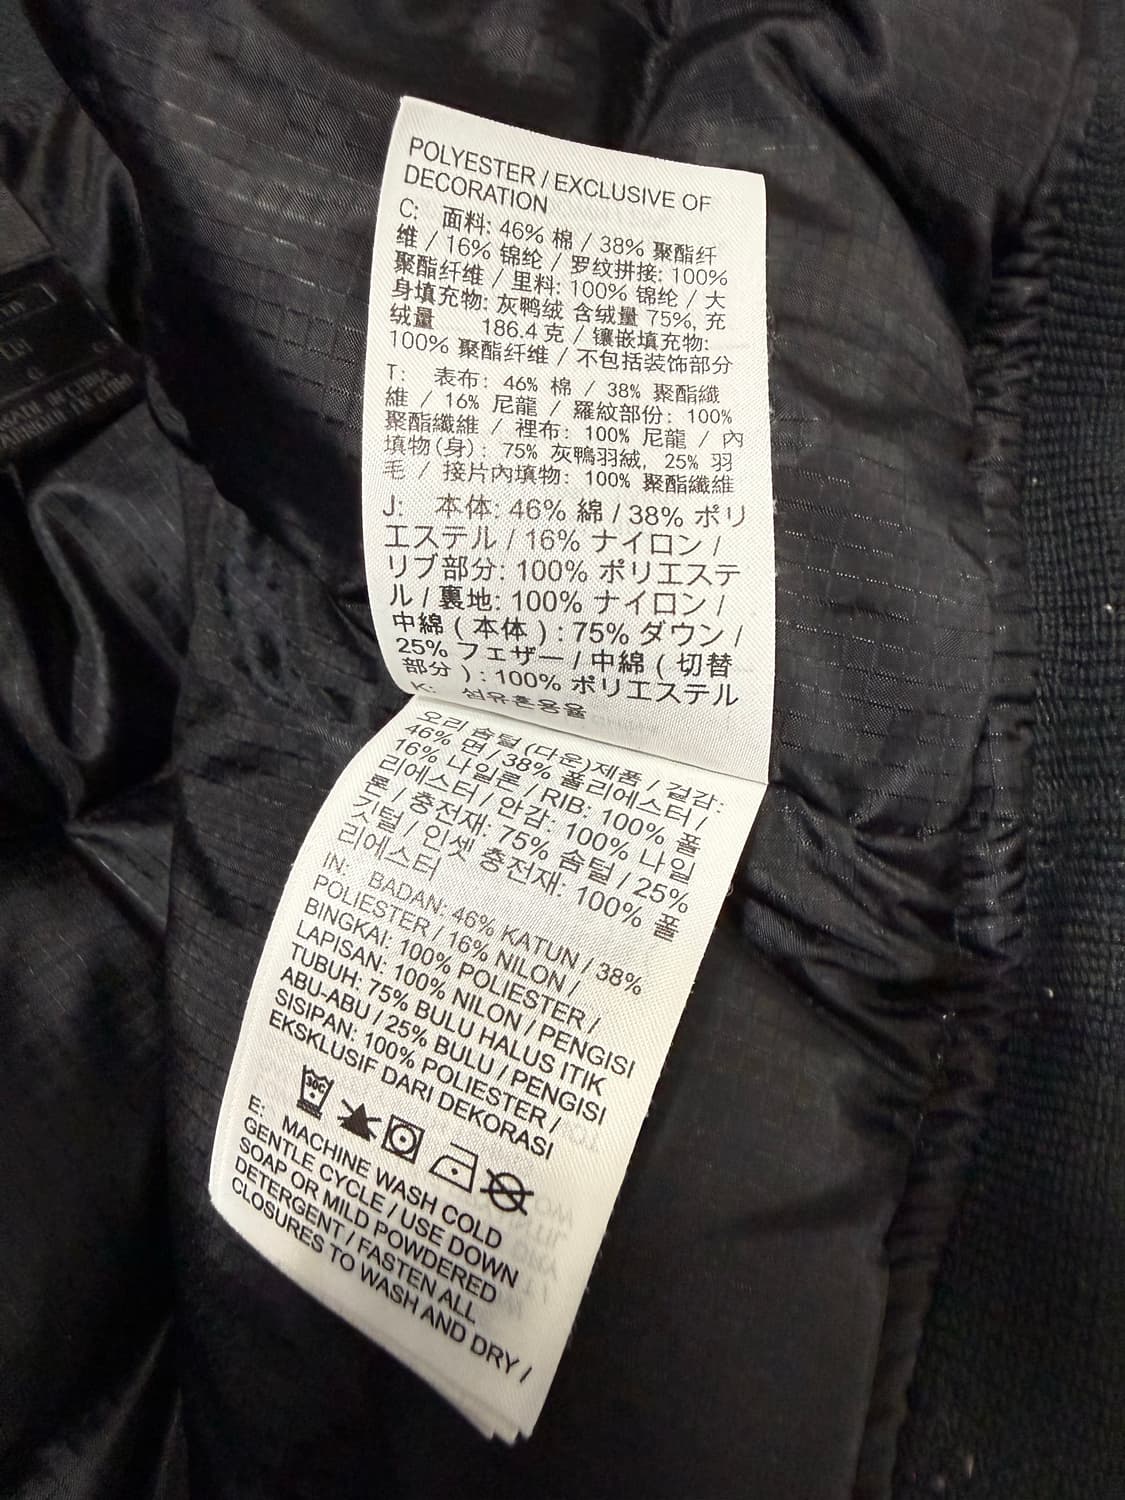 POLYESTER / EXCLUSIVE OF
DECORATION
C: 面料: 46% 棉 / 38% 聚酯纤
维 / 16% 锦纶 / 罗纹拼接: 100%
聚酯纤维 / 里料: 100% 锦纶 / 大
身填充物: 灰鸭绒 含绒量 75%, 充
绒量 186.4 克 / 镶嵌填充物:
100% 聚酯纤维 / 不包括装饰部分
T: 表布: 46% 棉 / 38% 聚酯纖
維 / 16% 尼龍 / 羅紋部份: 100%
聚酯纖維 / 裡布: 100% 尼龍 / 內
填物(身): 75% 灰鴨羽絨, 25% 羽
毛 / 接片內填物: 100% 聚酯纖維
J: 本体: 46% 綿 / 38% ポリ
エステル / 16% ナイロン /
リブ部分: 100% ポリエステ
ル / 裏地: 100% ナイロン /
中綿 ( 本体 ) : 75% ダウン /
25% フェザー / 中綿 ( 切替
部分 ) : 100% ポリエステル
K: 섬유혼용율
오리 솜털 (다운)제품 / 겉감:
46% 면 / 38% 폴리에스터 /
16% 나일론 / RIB: 100% 폴
리에스터 / 안감: 100% 나일
론 / 충전재: 75% 솜털 / 25%
깃털 / 인셋 충전재: 100% 폴
리에스터
IN: BADAN: 46% KATUN / 38%
POLIESTER / 16% NILON /
BINGKAI: 100% POLIESTER /
LAPISAN: 100% NILON / PENGISI
TUBUH: 75% BULU HALUS ITIK
ABU-ABU / 25% BULU / PENGISI
SISIPAN: 100% POLIESTER /
EKSKLUSIF DARI DEKORASI
30C
E: MACHINE WASH COLD
GENTLE CYCLE / USE DOWN
SOAP OR MILD POWDERED
DETERGENT / FASTEN ALL
CLOSURES TO WASH AND DRY /